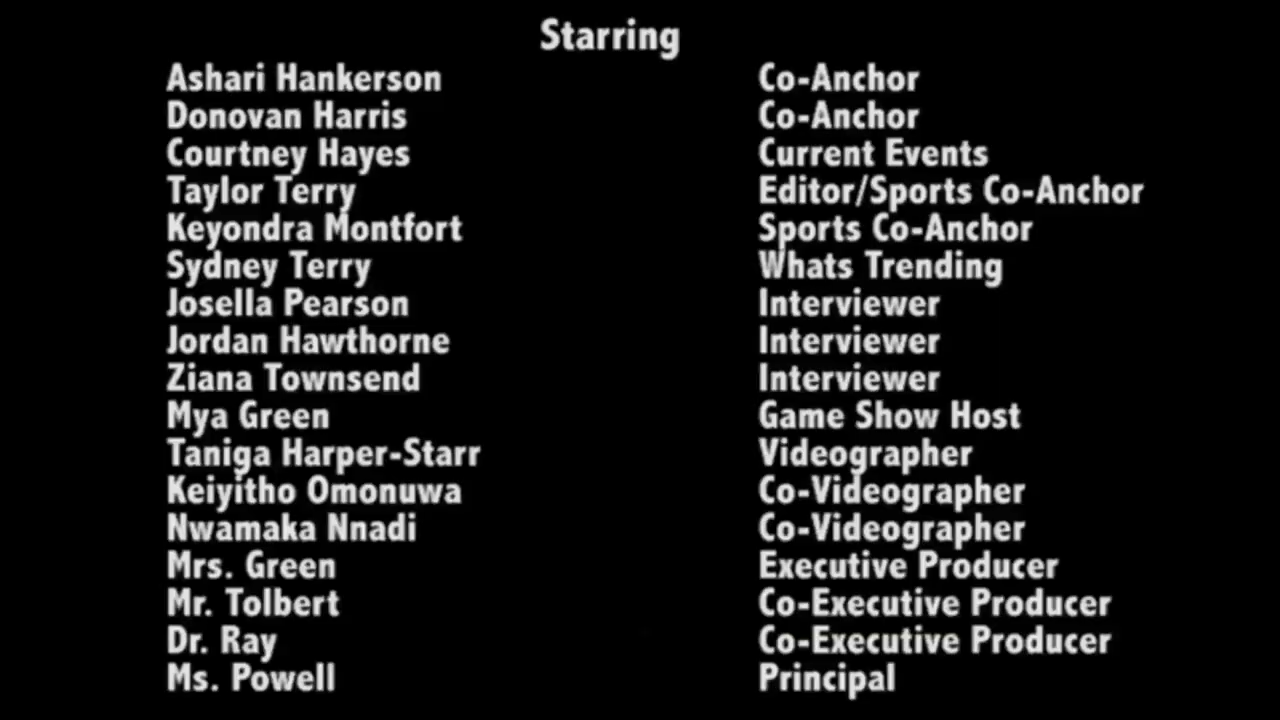 Starring
Ashari Hankerson Co-Anchor
Donovan Harris Co-Anchor
Courtney Hayes Current Events
Taylor Terry Editor/Sports Co-Anchor
Keyondra Montfort Sports Co-Anchor
Sydney Terry Whats Trending
Josella Pearson Interviewer
Jordan Hawthorne Interviewer
Ziana Townsend Interviewer
Mya Green Game Show Host
Taniga Harper-Starr Videographer
Keiyitho Omonuwa Co-Videographer
Nwamaka Nnadi Co-Videographer
Mrs. Green Executive Producer
Mr. Tolbert Co-Executive Producer
Dr. Ray Co-Executive Producer
Ms. Powell Principal